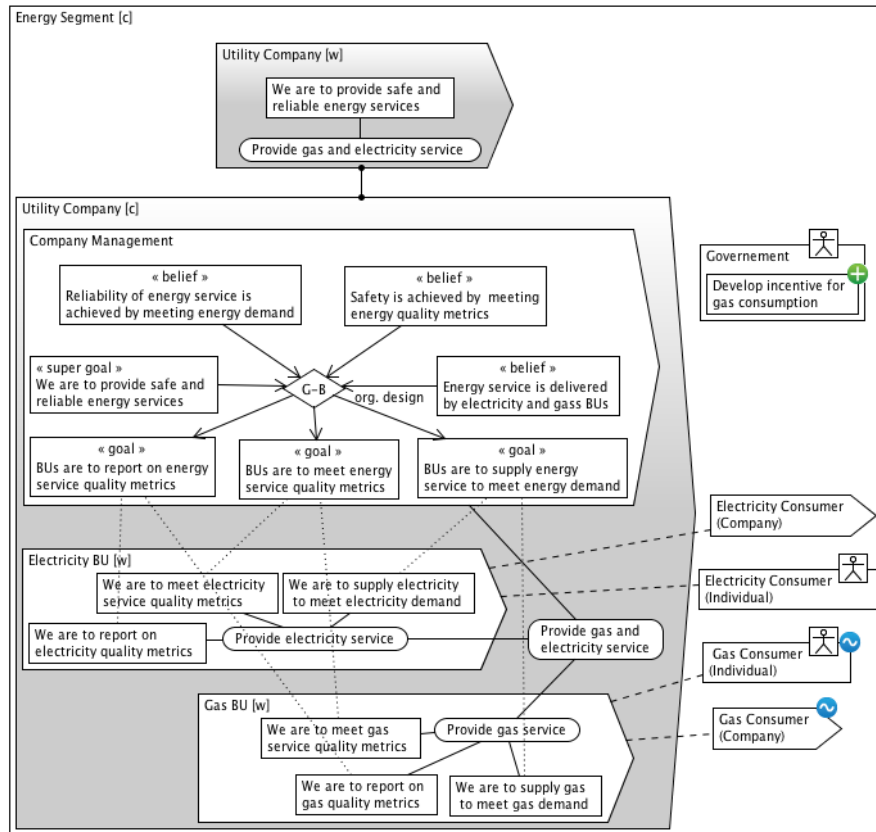 Energy Segment [c]
Utility Company [w]
We are to provide safe and
reliable energy services
Provide gas and electricity service
Utility Company [c]
Company Management
« belief »
Reliability of energy service is
achieved by meeting energy demand
« belief »
Safety is achieved by meeting
energy quality metrics
« super goal »
We are to provide safe and
reliable energy services
G-B
org. design
« belief »
Energy service is delivered
by electricity and gass BUs
« goal »
BUs are to report on energy
service quality metrics
« goal »
BUs are to meet energy
service quality metrics
« goal »
BUs are to supply energy
service to meet energy demand
Governement
Develop incentive for
gas consumption
Electricity BU [w]
We are to meet electricity
service quality metrics
We are to supply electricity
to meet electricity demand
We are to report on
electricity quality metrics
Provide electricity service
Provide gas and
electricity service
Gas BU [w]
We are to meet gas
service quality metrics
Provide gas service
We are to report on
gas quality metrics
We are to supply gas
to meet gas demand
Electricity Consumer
(Company)
Electricity Consumer
(Individual)
Gas Consumer
(Individual)
Gas Consumer
(Company)